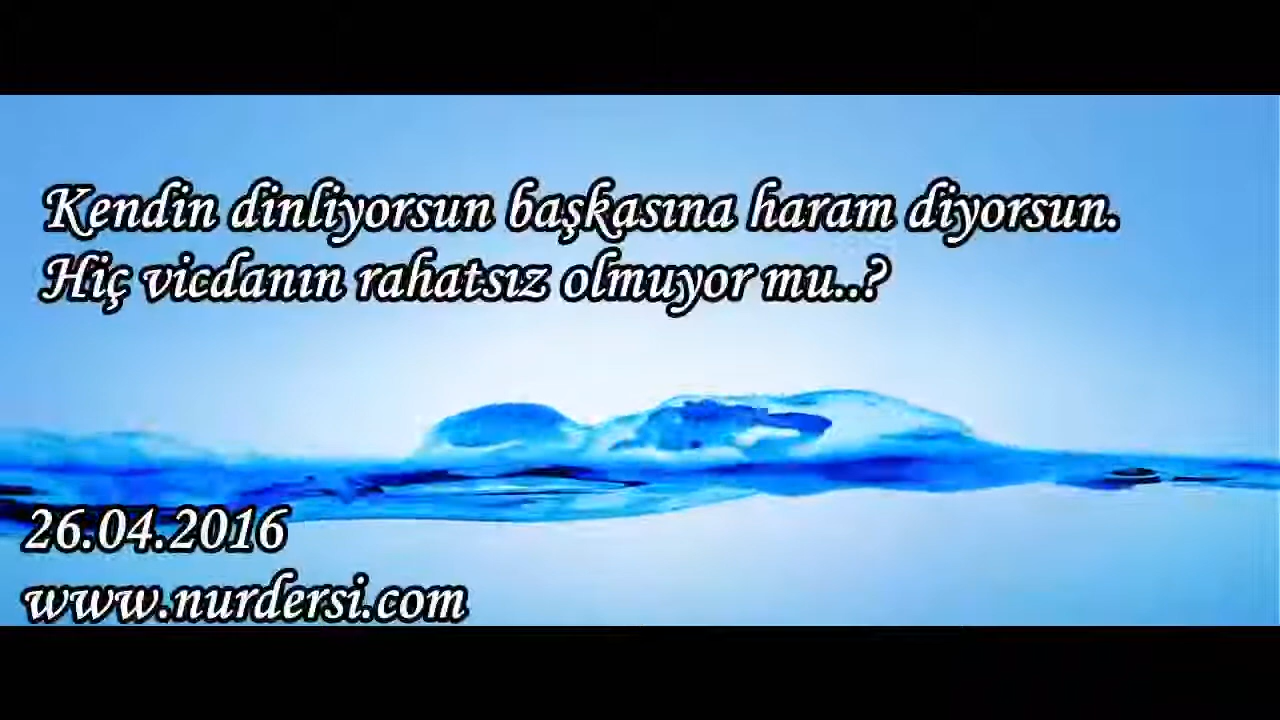 Kendin dinliyorsun başkasına haram diyorsun.
Hiç vicdanın rahatsız olmuyor mu..?
26.04.2016
www.nurdersi.com